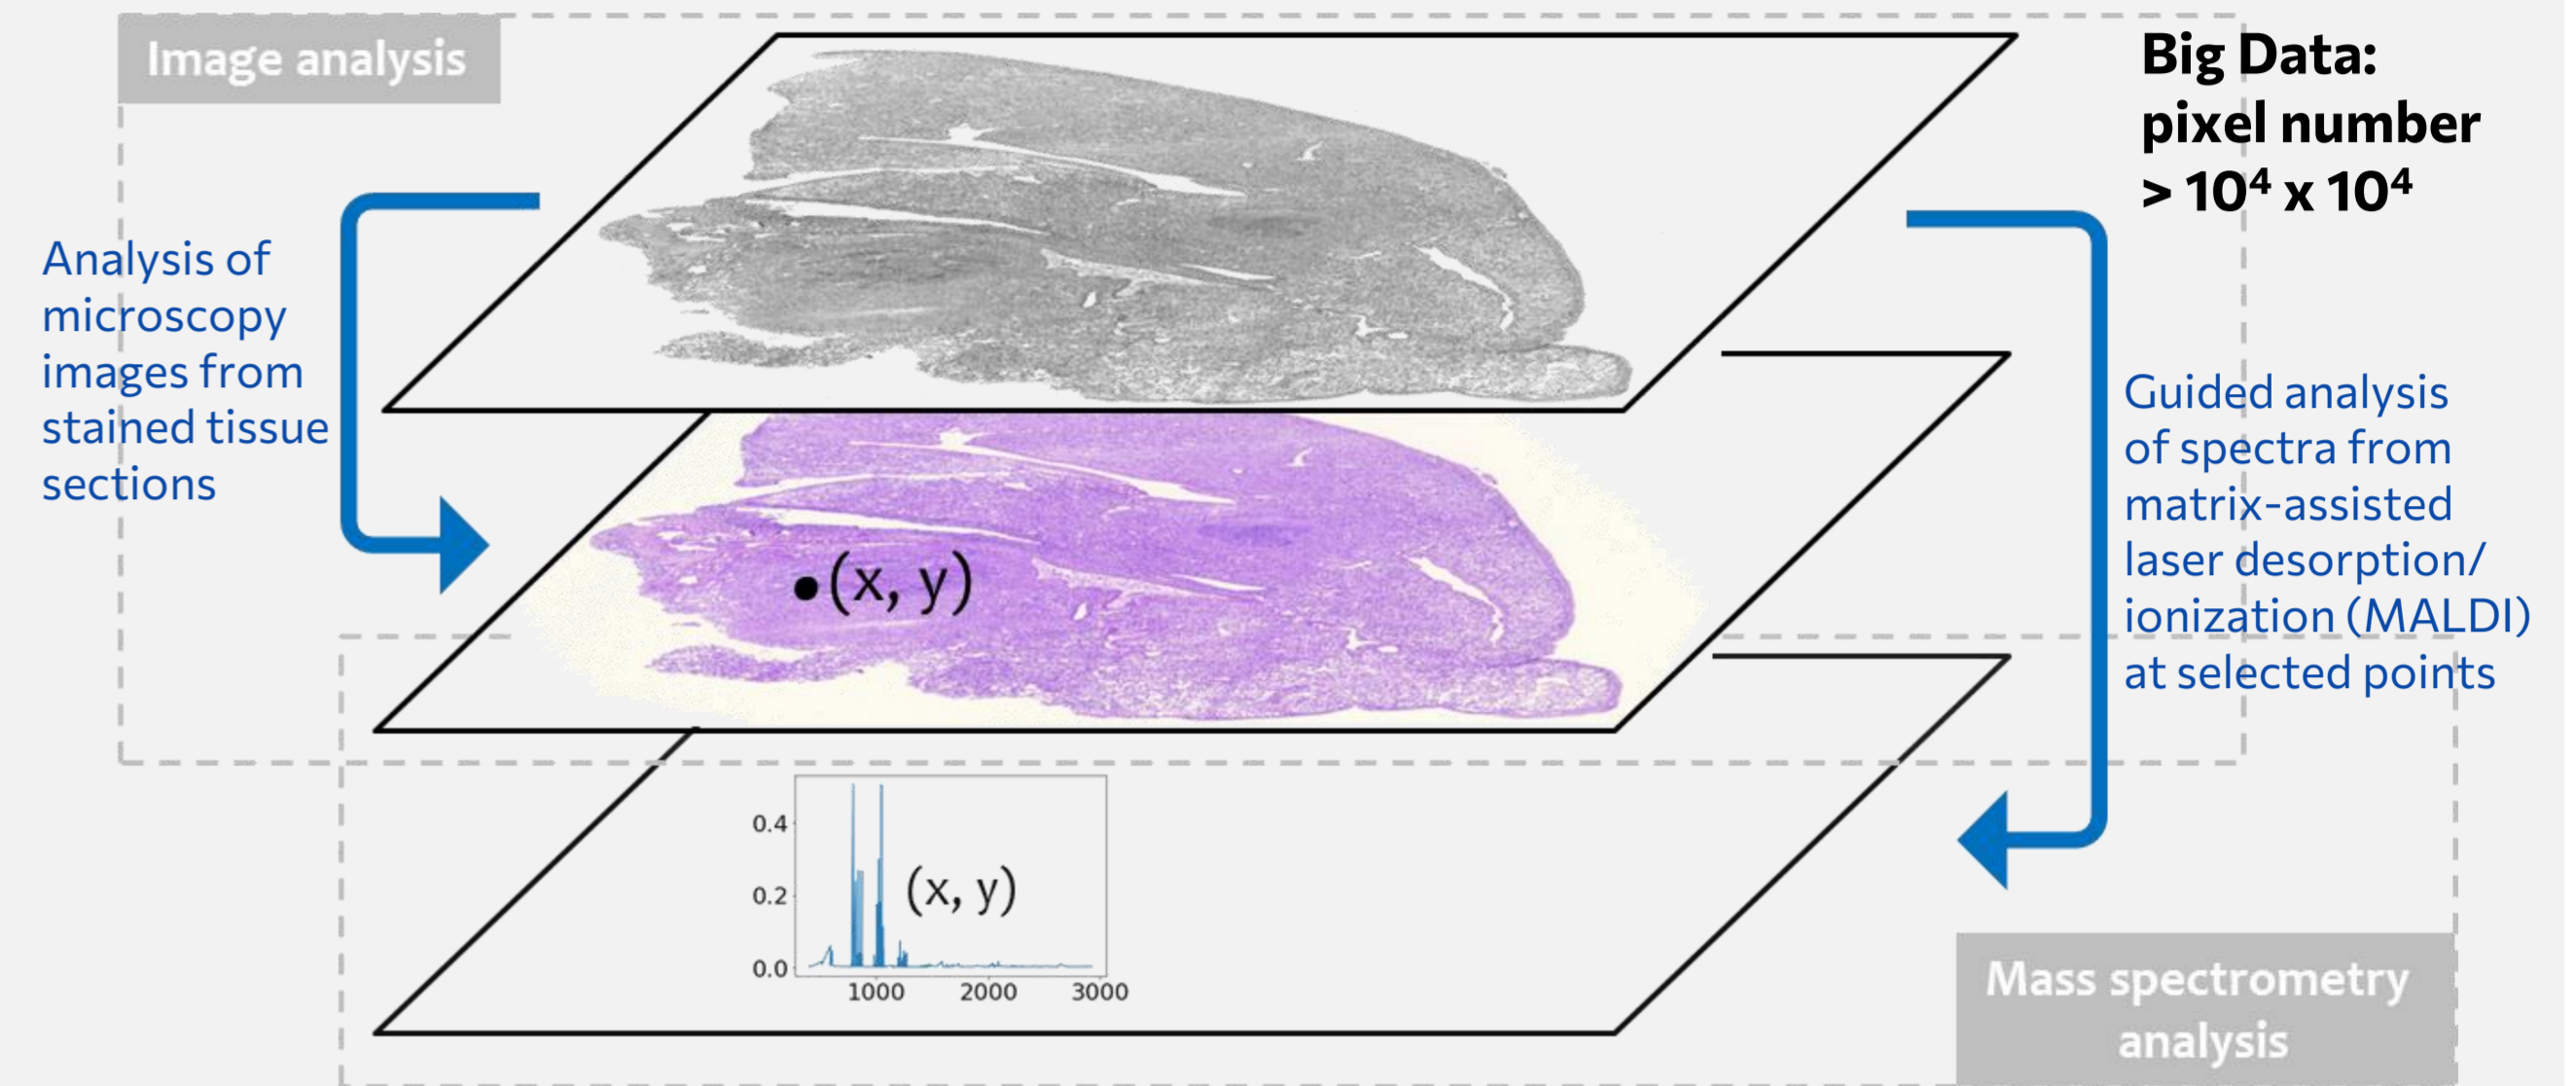 Image analysis
Big Data:
pixel number
> 10⁴ x 10⁴
Analysis of
microscopy
images from
stained tissue
sections
Guided analysis
of spectra from
matrix-assisted
laser desorption/
ionization (MALDI)
at selected points
(x, y)
0.4
0.2
0.0
(x, y)
1000 2000 3000
Mass spectrometry
analysis